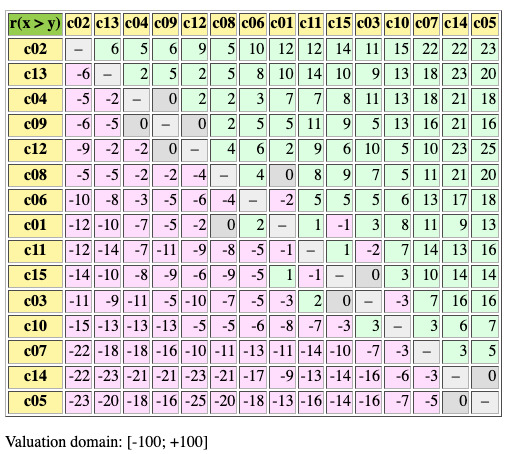 r(x > y) c02 c13 c04 c09 c12 c08 c06 c01 c11 c15 c03 c10 c07 c14 c05
c02 – 6 5 6 9 5 10 12 12 14 11 15 22 22 23
c13 -6 – 2 5 2 5 8 10 14 10 9 13 18 23 20
c04 -5 -2 – 0 2 2 3 7 7 8 11 13 18 21 18
c09 -6 -5 0 – 0 2 5 5 11 9 5 13 16 21 16
c12 -9 -2 -2 0 – 4 6 2 9 6 10 5 10 23 25
c08 -5 -5 -2 -2 -4 – 4 0 8 9 7 5 11 21 20
c06 -10 -8 -3 -5 -6 -4 – -2 5 5 5 6 13 17 18
c01 -12 -10 -7 -5 -2 0 2 – 1 -1 3 8 11 9 13
c11 -12 -14 -7 -11 -9 -8 -5 -1 – 1 -2 7 14 13 16
c15 -14 -10 -8 -9 -6 -9 -5 1 -1 – 0 3 10 14 14
c03 -11 -9 -11 -5 -10 -7 -5 -3 2 0 – -3 7 16 16
c10 -15 -13 -13 -13 -5 -5 -6 -8 -7 -3 3 – 3 6 7
c07 -22 -18 -18 -16 -10 -11 -13 -11 -14 -10 -7 -3 – 3 5
c14 -22 -23 -21 -21 -23 -21 -17 -9 -13 -14 -16 -6 -3 – 0
c05 -23 -20 -18 -16 -25 -20 -18 -13 -16 -14 -16 -7 -5 0 –
Valuation domain: [-100; +100]